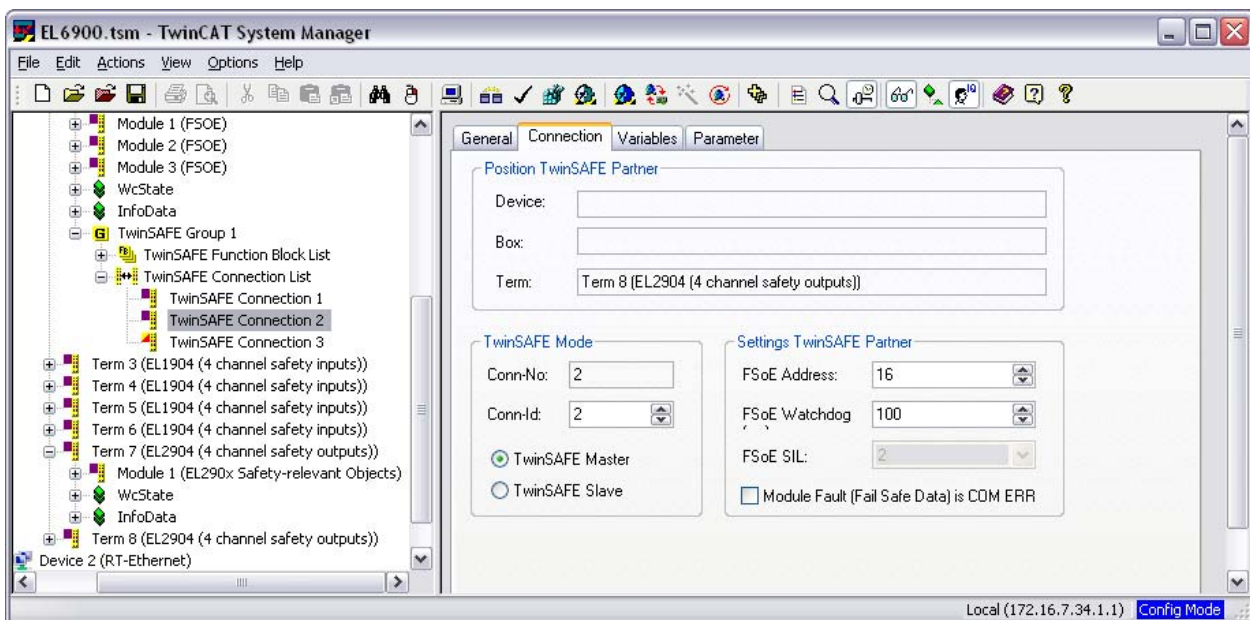 EL6900.tsm - TwinCAT System Manager
File Edit Actions View Options Help
Module 1 (FSOE)
Module 2 (FSOE)
Module 3 (FSOE)
WcState
InfoData
TwinSAFE Group 1
TwinSAFE Function Block List
TwinSAFE Connection List
TwinSAFE Connection 1
TwinSAFE Connection 2
TwinSAFE Connection 3
Term 3 (EL1904 (4 channel safety inputs))
Term 4 (EL1904 (4 channel safety inputs))
Term 5 (EL1904 (4 channel safety inputs))
Term 6 (EL1904 (4 channel safety inputs))
Term 7 (EL2904 (4 channel safety outputs))
Module 1 (EL290x Safety-relevant Objects)
WcState
InfoData
Term 8 (EL2904 (4 channel safety outputs))
Device 2 (RT-Ethernet)
General Connection Variables Parameter
Position TwinSAFE Partner
Device:
Box:
Term: Term 8 (EL2904 (4 channel safety outputs))
TwinSAFE Mode
Conn-No: 2
Conn-Id: 2
TwinSAFE Master
TwinSAFE Slave
Settings TwinSAFE Partner
FSoE Address: 16
FSoE Watchdog 100
FSoE SIL: 2
Module Fault (Fail Safe Data) is COM ERR
Local (172.16.7.34.1.1) Config Mode